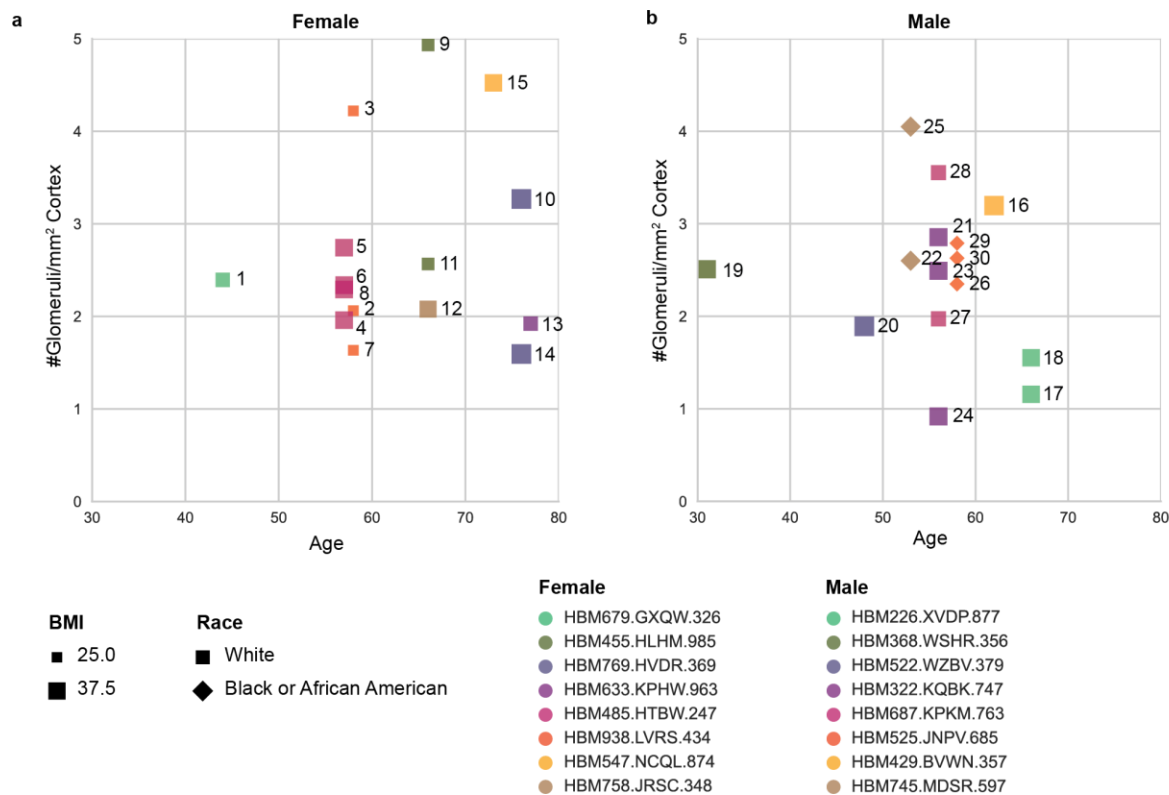 a
Female
5
4
3
2
1
0
30 40 50 60 70 80
#Glomeruli/mm² Cortex
Age
9
15
3
10
5
11
6
1
8
2
12
4
13
7
14
b
Male
5
4
3
2
1
0
30 40 50 60 70 80
#Glomeruli/mm² Cortex
Age
25
28
16
21
29
22
30
19
23
26
20
27
18
17
24
BMI
25.0
37.5
Race
White
Black or African American
Female
HBM679.GXQW.326
HBM455.HLHM.985
HBM769.HVDR.369
HBM633.KPHW.963
HBM485.HTBW.247
HBM938.LVRS.434
HBM547.NCQL.874
HBM758.JRSC.348
Male
HBM226.XVDP.877
HBM368.WSHR.356
HBM522.WZBV.379
HBM322.KQBK.747
HBM687.KPKM.763
HBM525.JNPV.685
HBM429.BVWN.357
HBM745.MDSR.597